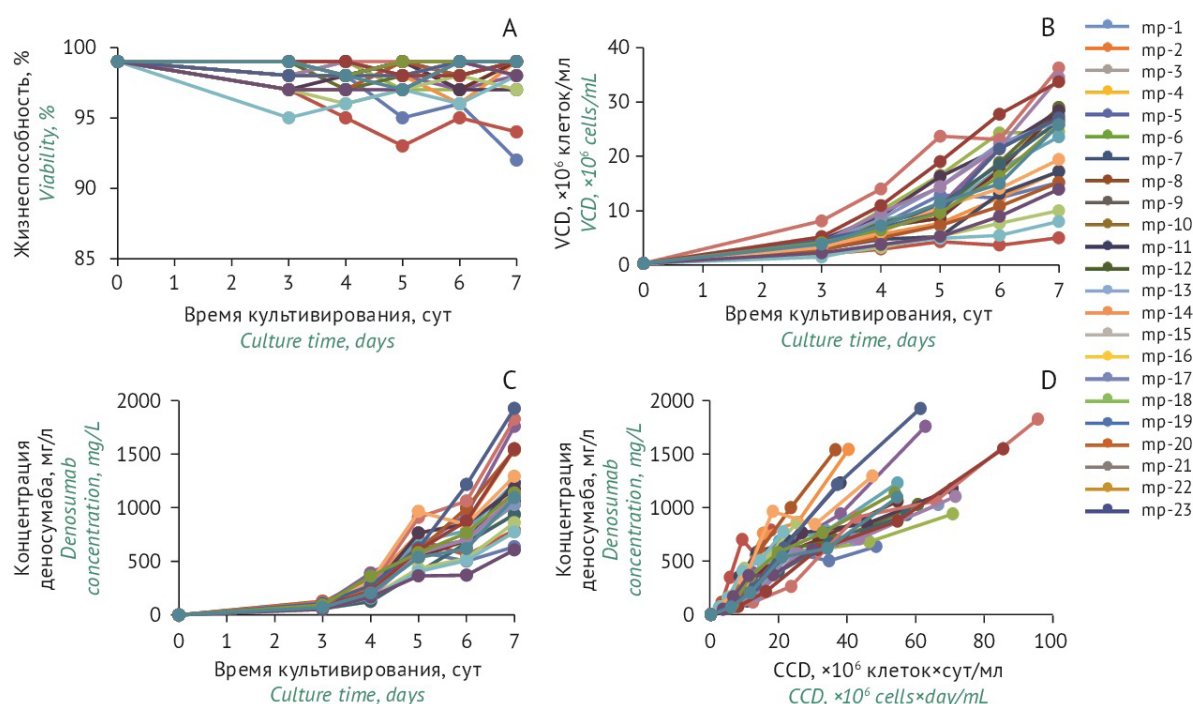 A
Жизнеспособность, %
Viability, %
100
95
90
85
0 1 2 3 4 5 6 7
Время культивирования, сут
Culture time, days
B
VCD, ×10⁶ клеток/мл
VCD, ×10⁶ cells/mL
40
30
20
10
0
0 1 2 3 4 5 6 7
Время культивирования, сут
Culture time, days
C
Концентрация
деносумаба, мг/л
Denosumab
concentration, mg/L
2000
1500
1000
500
0
0 1 2 3 4 5 6 7
Время культивирования, сут
Culture time, days
D
Концентрация
деносумаба, мг/л
Denosumab
concentration, mg/L
2000
1500
1000
500
0
0 20 40 60 80 100
CCD, ×10⁶ клеток×сут/мл
CCD, ×10⁶ cells×day/mL
mp-1
mp-2
mp-3
mp-4
mp-5
mp-6
mp-7
mp-8
mp-9
mp-10
mp-11
mp-12
mp-13
mp-14
mp-15
mp-16
mp-17
mp-18
mp-19
mp-20
mp-21
mp-22
mp-23